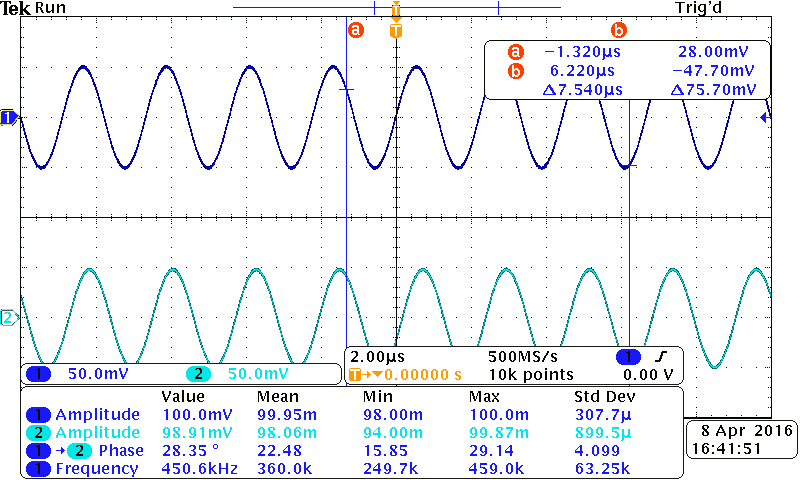 Tek Run Trig'd
T
a b T
a −1.320µs 28.00mV
b 6.220µs −47.70mV
Δ7.540µs Δ75.70mV
1
2
1 50.0mV 2 50.0mV
2.00µs 500MS/s 1 ƒ
T→▼0.00000 s 10k points 0.00 V
Value Mean Min Max Std Dev
1 Amplitude 100.0mV 99.95m 98.00m 100.0m 307.7µ
2 Amplitude 98.91mV 98.06m 94.00m 99.87m 899.5µ
1 → 2 Phase 28.35 ° 22.48 15.85 29.14 4.099
1 Frequency 450.6kHz 360.0k 249.7k 459.0k 63.25k
8 Apr 2016
16:41:51